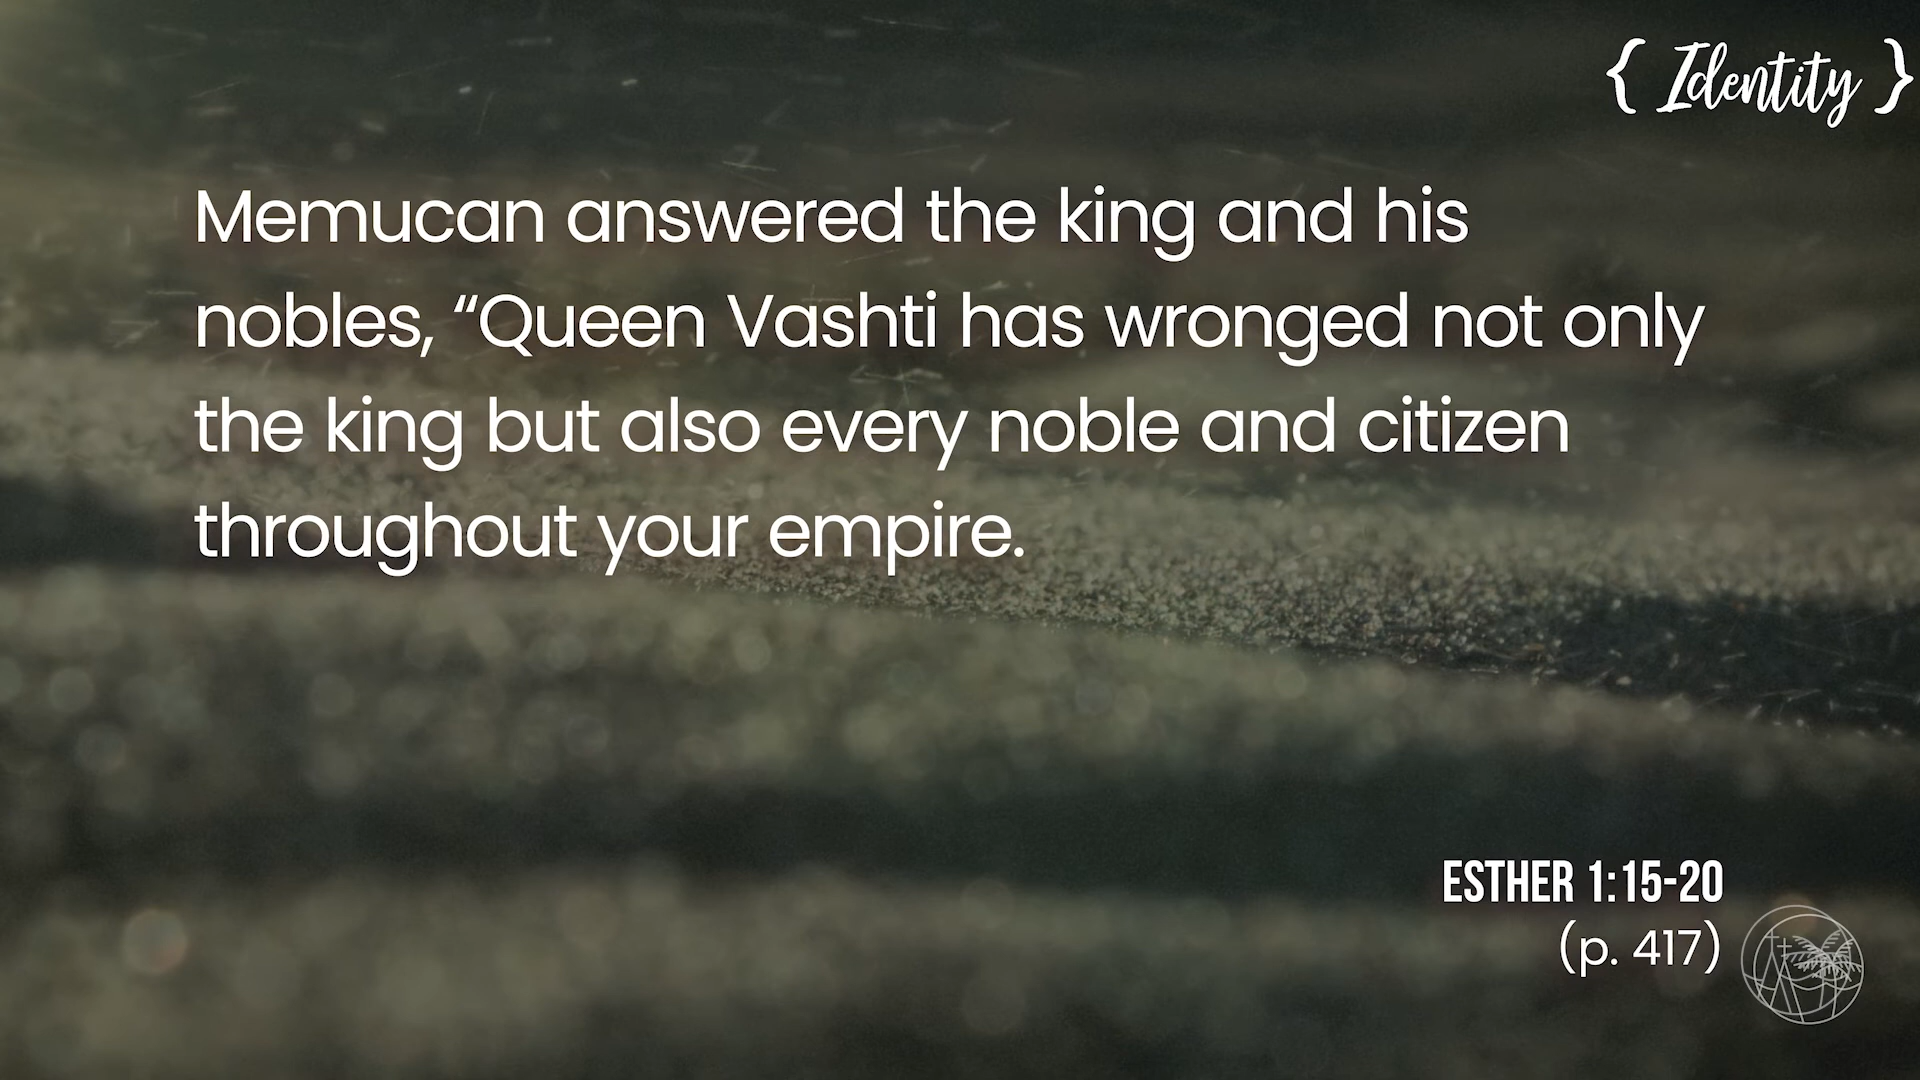 { Identity }
Memucan answered the king and his
nobles, “Queen Vashti has wronged not only
the king but also every noble and citizen
throughout your empire.
ESTHER 1:15-20
(p. 417)